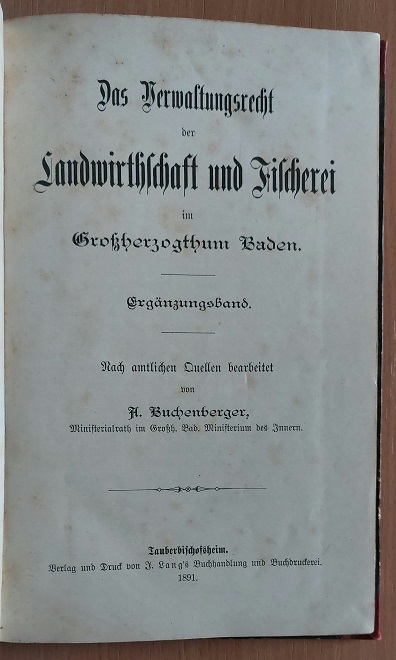 Das Verwaltungsrecht
der
Landwirthschaft und Fischerei
im
Großherzogthum Baden.
Ergänzungsband.
Nach amtlichen Quellen bearbeitet
von
A. Buchenberger,
Ministerialrath im Großh. Bad. Ministerium des Innern.
Tauberbischofsheim.
Verlag und Druck von J. Lang's Buchhandlung und Buchdruckerei.
1891.